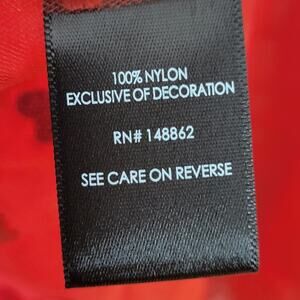 100% NYLON
EXCLUSIVE OF DECORATION
RN# 148862
SEE CARE ON REVERSE